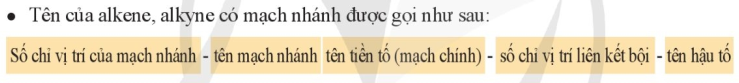 • Tên của alkene, alkyne có mạch nhánh được gọi như sau:
Số chỉ vị trí của mạch nhánh - tên mạch nhánh tên tiền tố (mạch chính) - số chỉ vị trí liên kết bội - tên hậu tố